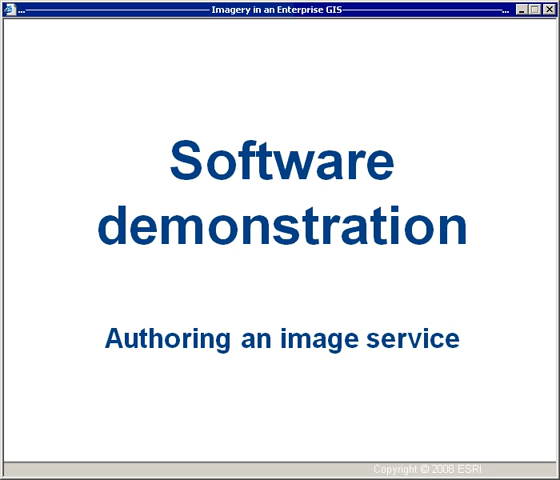 Imagery in an Enterprise GIS
Software
demonstration
Authoring an image service
Copyright © 2008 ESRI